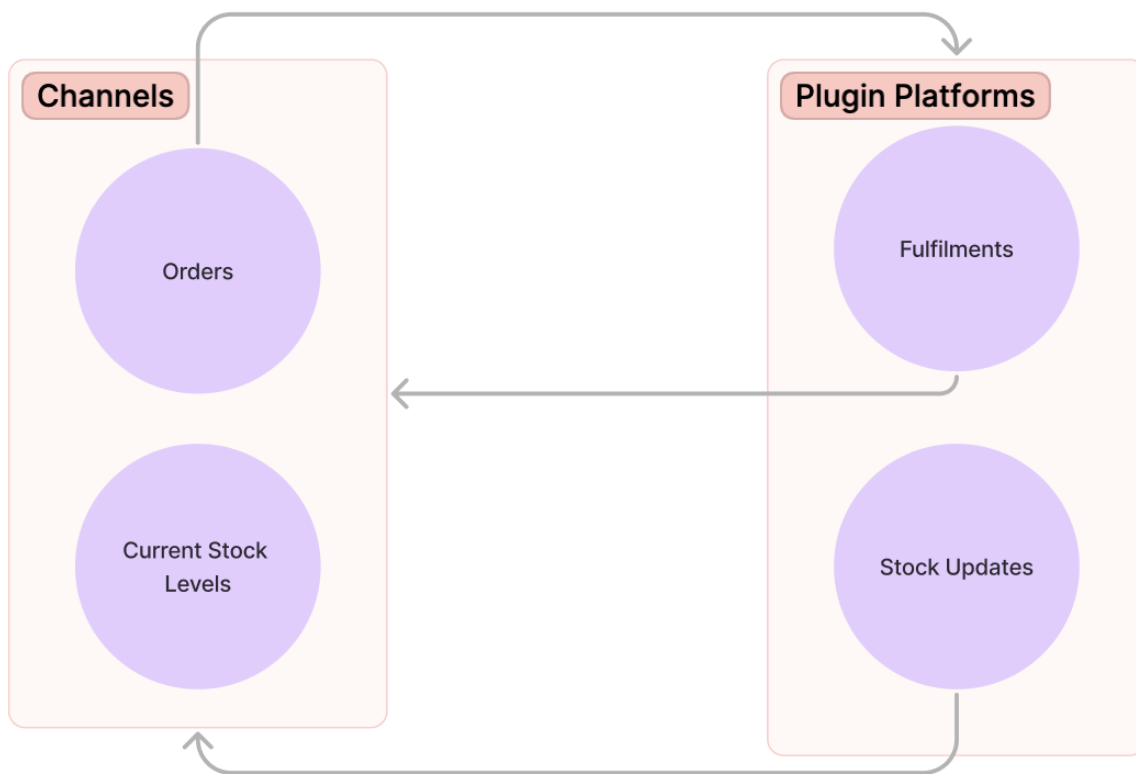 Channels
Orders
Current Stock
Levels
Plugin Platforms
Fulfilments
Stock Updates